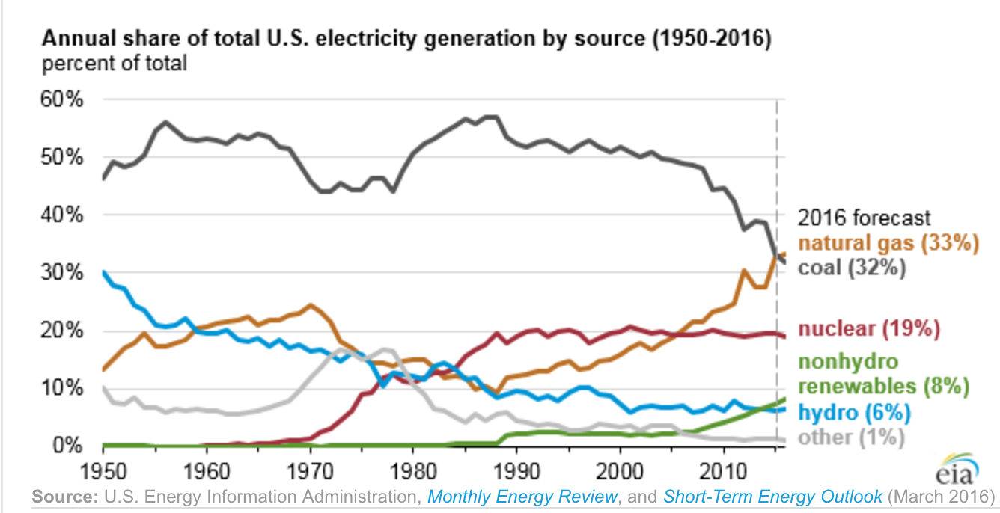 Annual share of total U.S. electricity generation by source (1950-2016)
percent of total
60%
50%
40%
30%
20%
10%
0%
1950 1960 1970 1980 1990 2000 2010
2016 forecast
natural gas (33%)
coal (32%)
nuclear (19%)
nonhydro
renewables (8%)
hydro (6%)
other (1%)
eia
Source: U.S. Energy Information Administration, Monthly Energy Review, and Short-Term Energy Outlook (March 2016)